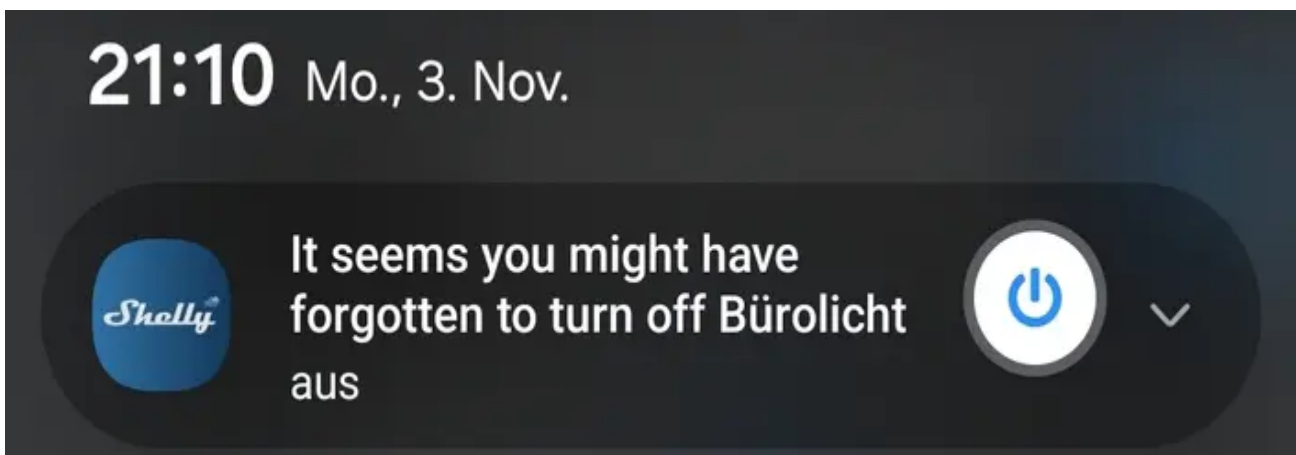 21:10 Mo., 3. Nov.
Shelly
It seems you might have
forgotten to turn off Bürolicht
aus